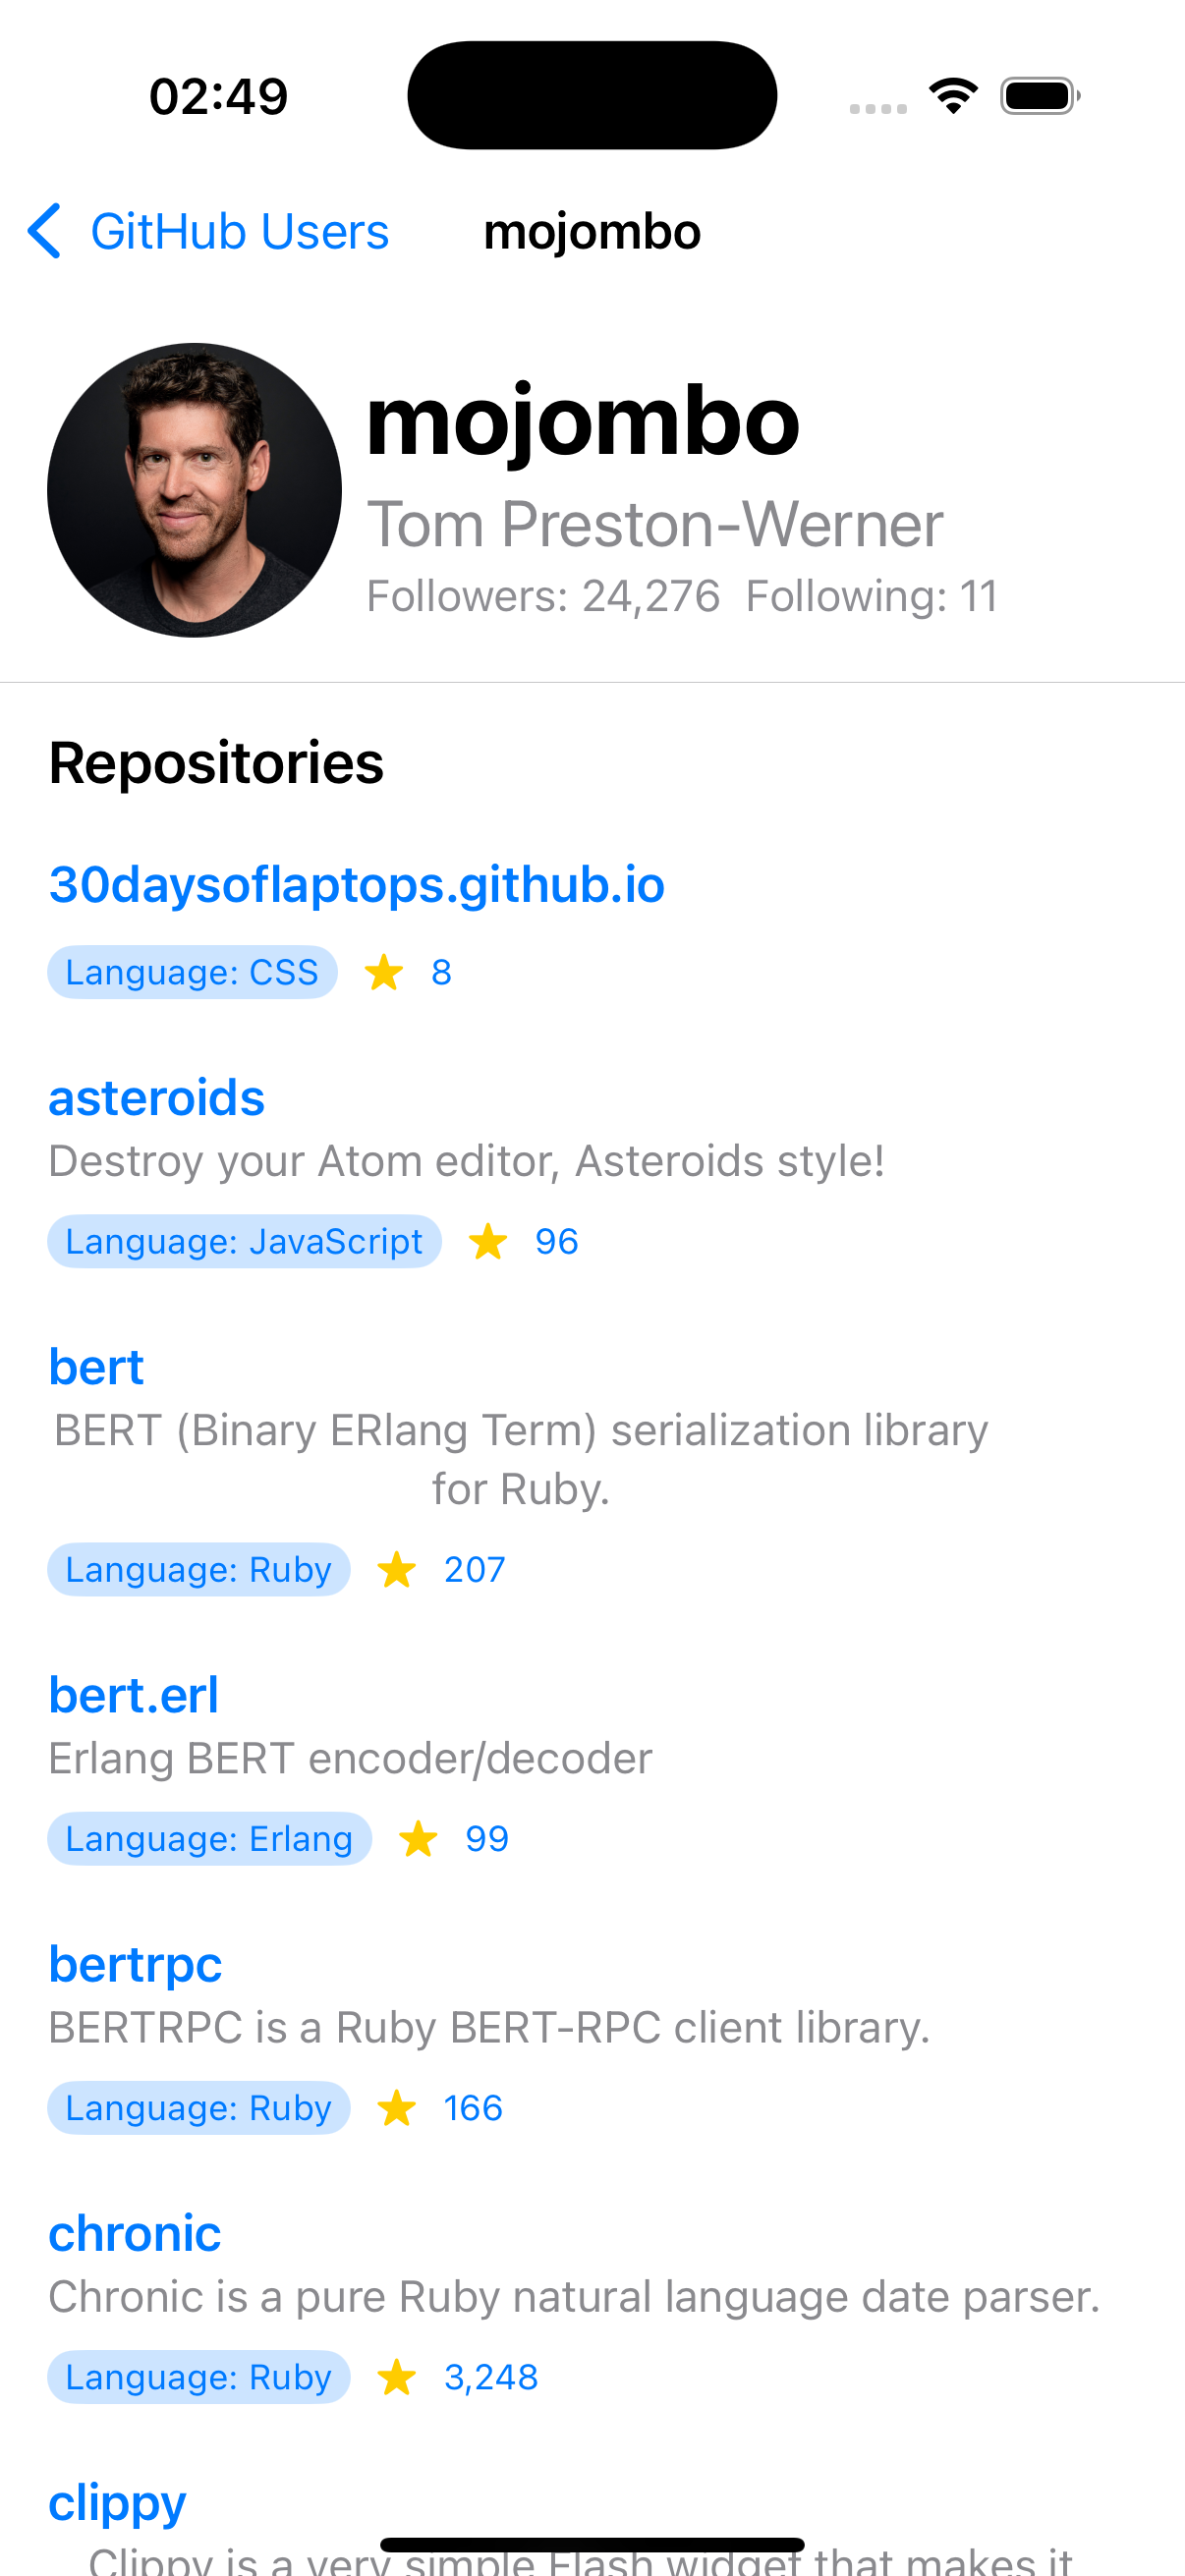 02:49
GitHub Users
mojombo
mojombo
Tom Preston-Werner
Followers: 24,276 Following: 11
Repositories
30daysoflaptops.github.io
Language: CSS 8
asteroids
Destroy your Atom editor, Asteroids style!
Language: JavaScript 96
bert
BERT (Binary ERlang Term) serialization library
for Ruby.
Language: Ruby 207
bert.erl
Erlang BERT encoder/decoder
Language: Erlang 99
bertrpc
BERTRPC is a Ruby BERT-RPC client library.
Language: Ruby 166
chronic
Chronic is a pure Ruby natural language date parser.
Language: Ruby 3,248
clippy
Clippy is a very simple Flash widget that makes it